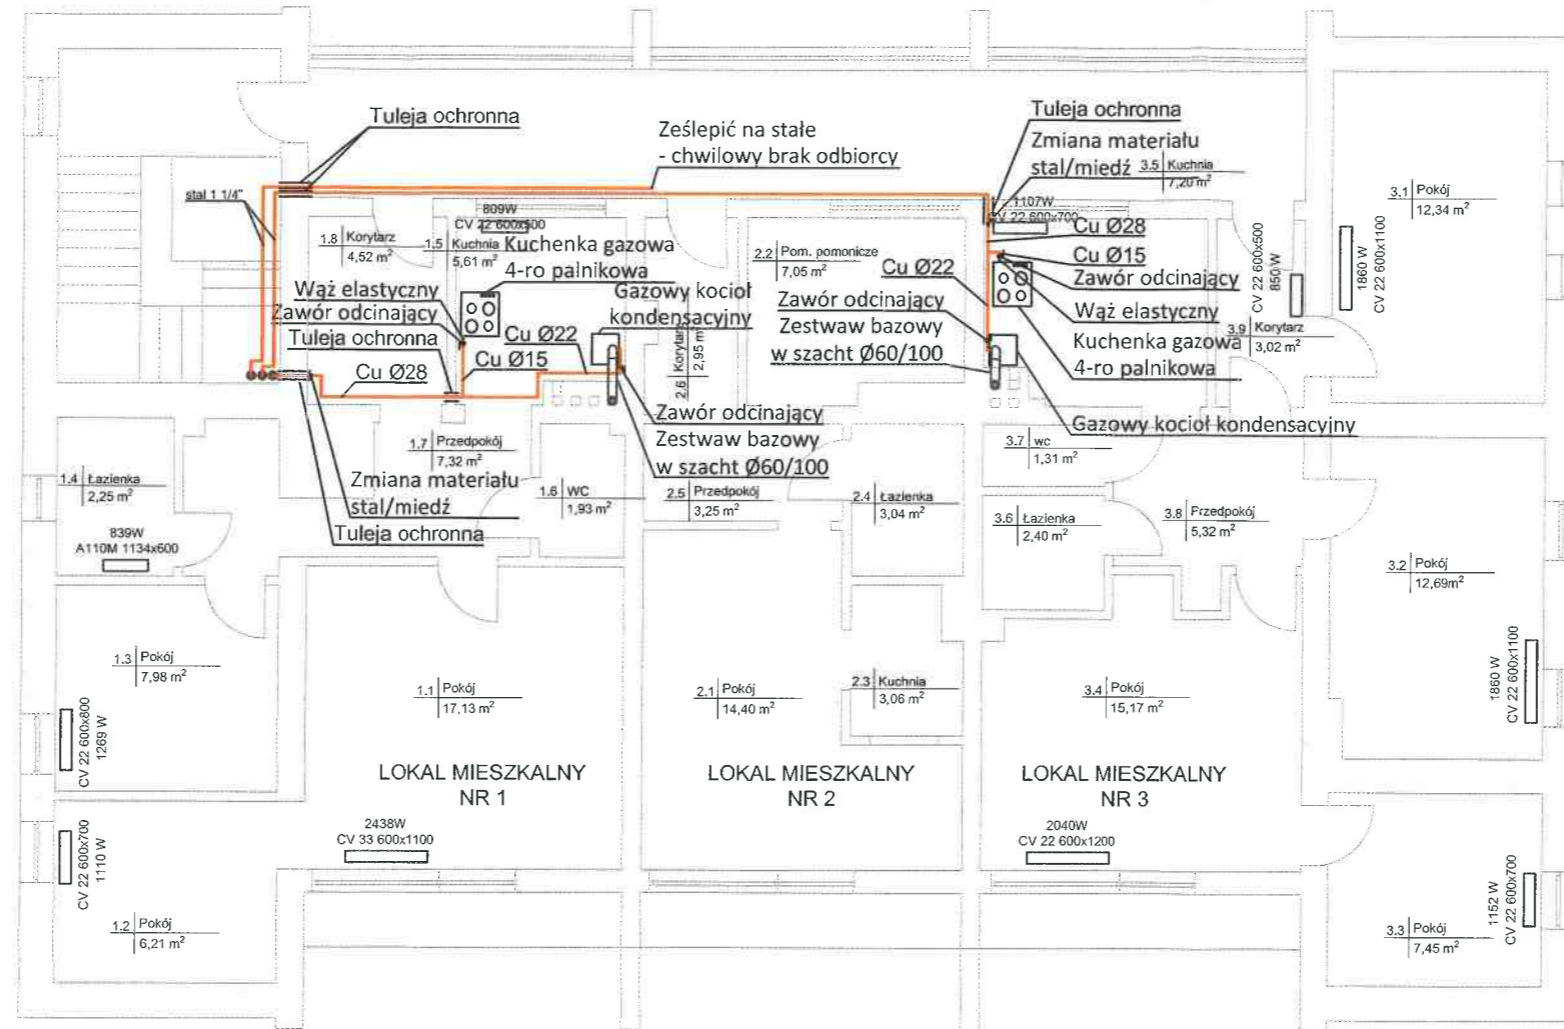 Tuleja ochronna
Ześlepić na stałe
- chwilowy brak odbiorcy
Tuleja ochronna
Zmiana materiału
stal/miedź
3.5 Kuchnia
7,20 m²
3.1 Pokój
12,34 m²
stal 1 1/4"
809W
CV 22 600x500
1107W
CV 22 600x700
1.8 Korytarz
4,52 m²
1.5 Kuchnia
5,61 m²
Kuchenka gazowa
4-ro palnikowa
2.2 Pom. pomonicze
7,05 m²
Cu Ø28
Cu Ø15
Cu Ø22
Zawór odcinający
CV 22 600x500
850W
1860 W
CV 22 600x1100
Wąż elastyczny
Zawór odcinający
Tuleja ochronna
Gazowy kocioł
kondensacyjny
Zawór odcinający
Zestwaw bazowy
w szacht Ø60/100
Wąż elastyczny
Kuchenka gazowa
4-ro palnikowa
3.9 Korytarz
3,02 m²
Cu Ø22
Cu Ø15
Cu Ø28
2.6 Korytarz
2,95 m²
Zawór odcinający
Zestwaw bazowy
w szacht Ø60/100
Gazowy kocioł kondensacyjny
1.7 Przedpokój
7,32 m²
3.7 wc
1,31 m²
1.4 Łazienka
2,25 m²
Zmiana materiału
stal/miedź
Tuleja ochronna
1.6 WC
1,93 m²
2.5 Przedpokój
3,25 m²
2.4 Łazienka
3,04 m²
3.6 Łazienka
2,40 m²
3.8 Przedpokój
5,32 m²
839W
A110M 1134x600
3.2 Pokój
12,69m²
1.3 Pokój
7,98 m²
1.1 Pokój
17,13 m²
2.1 Pokój
14,40 m²
2.3 Kuchnia
3,06 m²
3.4 Pokój
15,17 m²
1860 W
CV 22 600x1100
CV 22 600x800
1269 W
LOKAL MIESZKALNY
NR 1
LOKAL MIESZKALNY
NR 2
LOKAL MIESZKALNY
NR 3
2438W
CV 33 600x1100
2040W
CV 22 600x1200
CV 22 600x700
1110 W
1152 W
CV 22 600x700
1.2 Pokój
6,21 m²
3.3 Pokój
7,45 m²